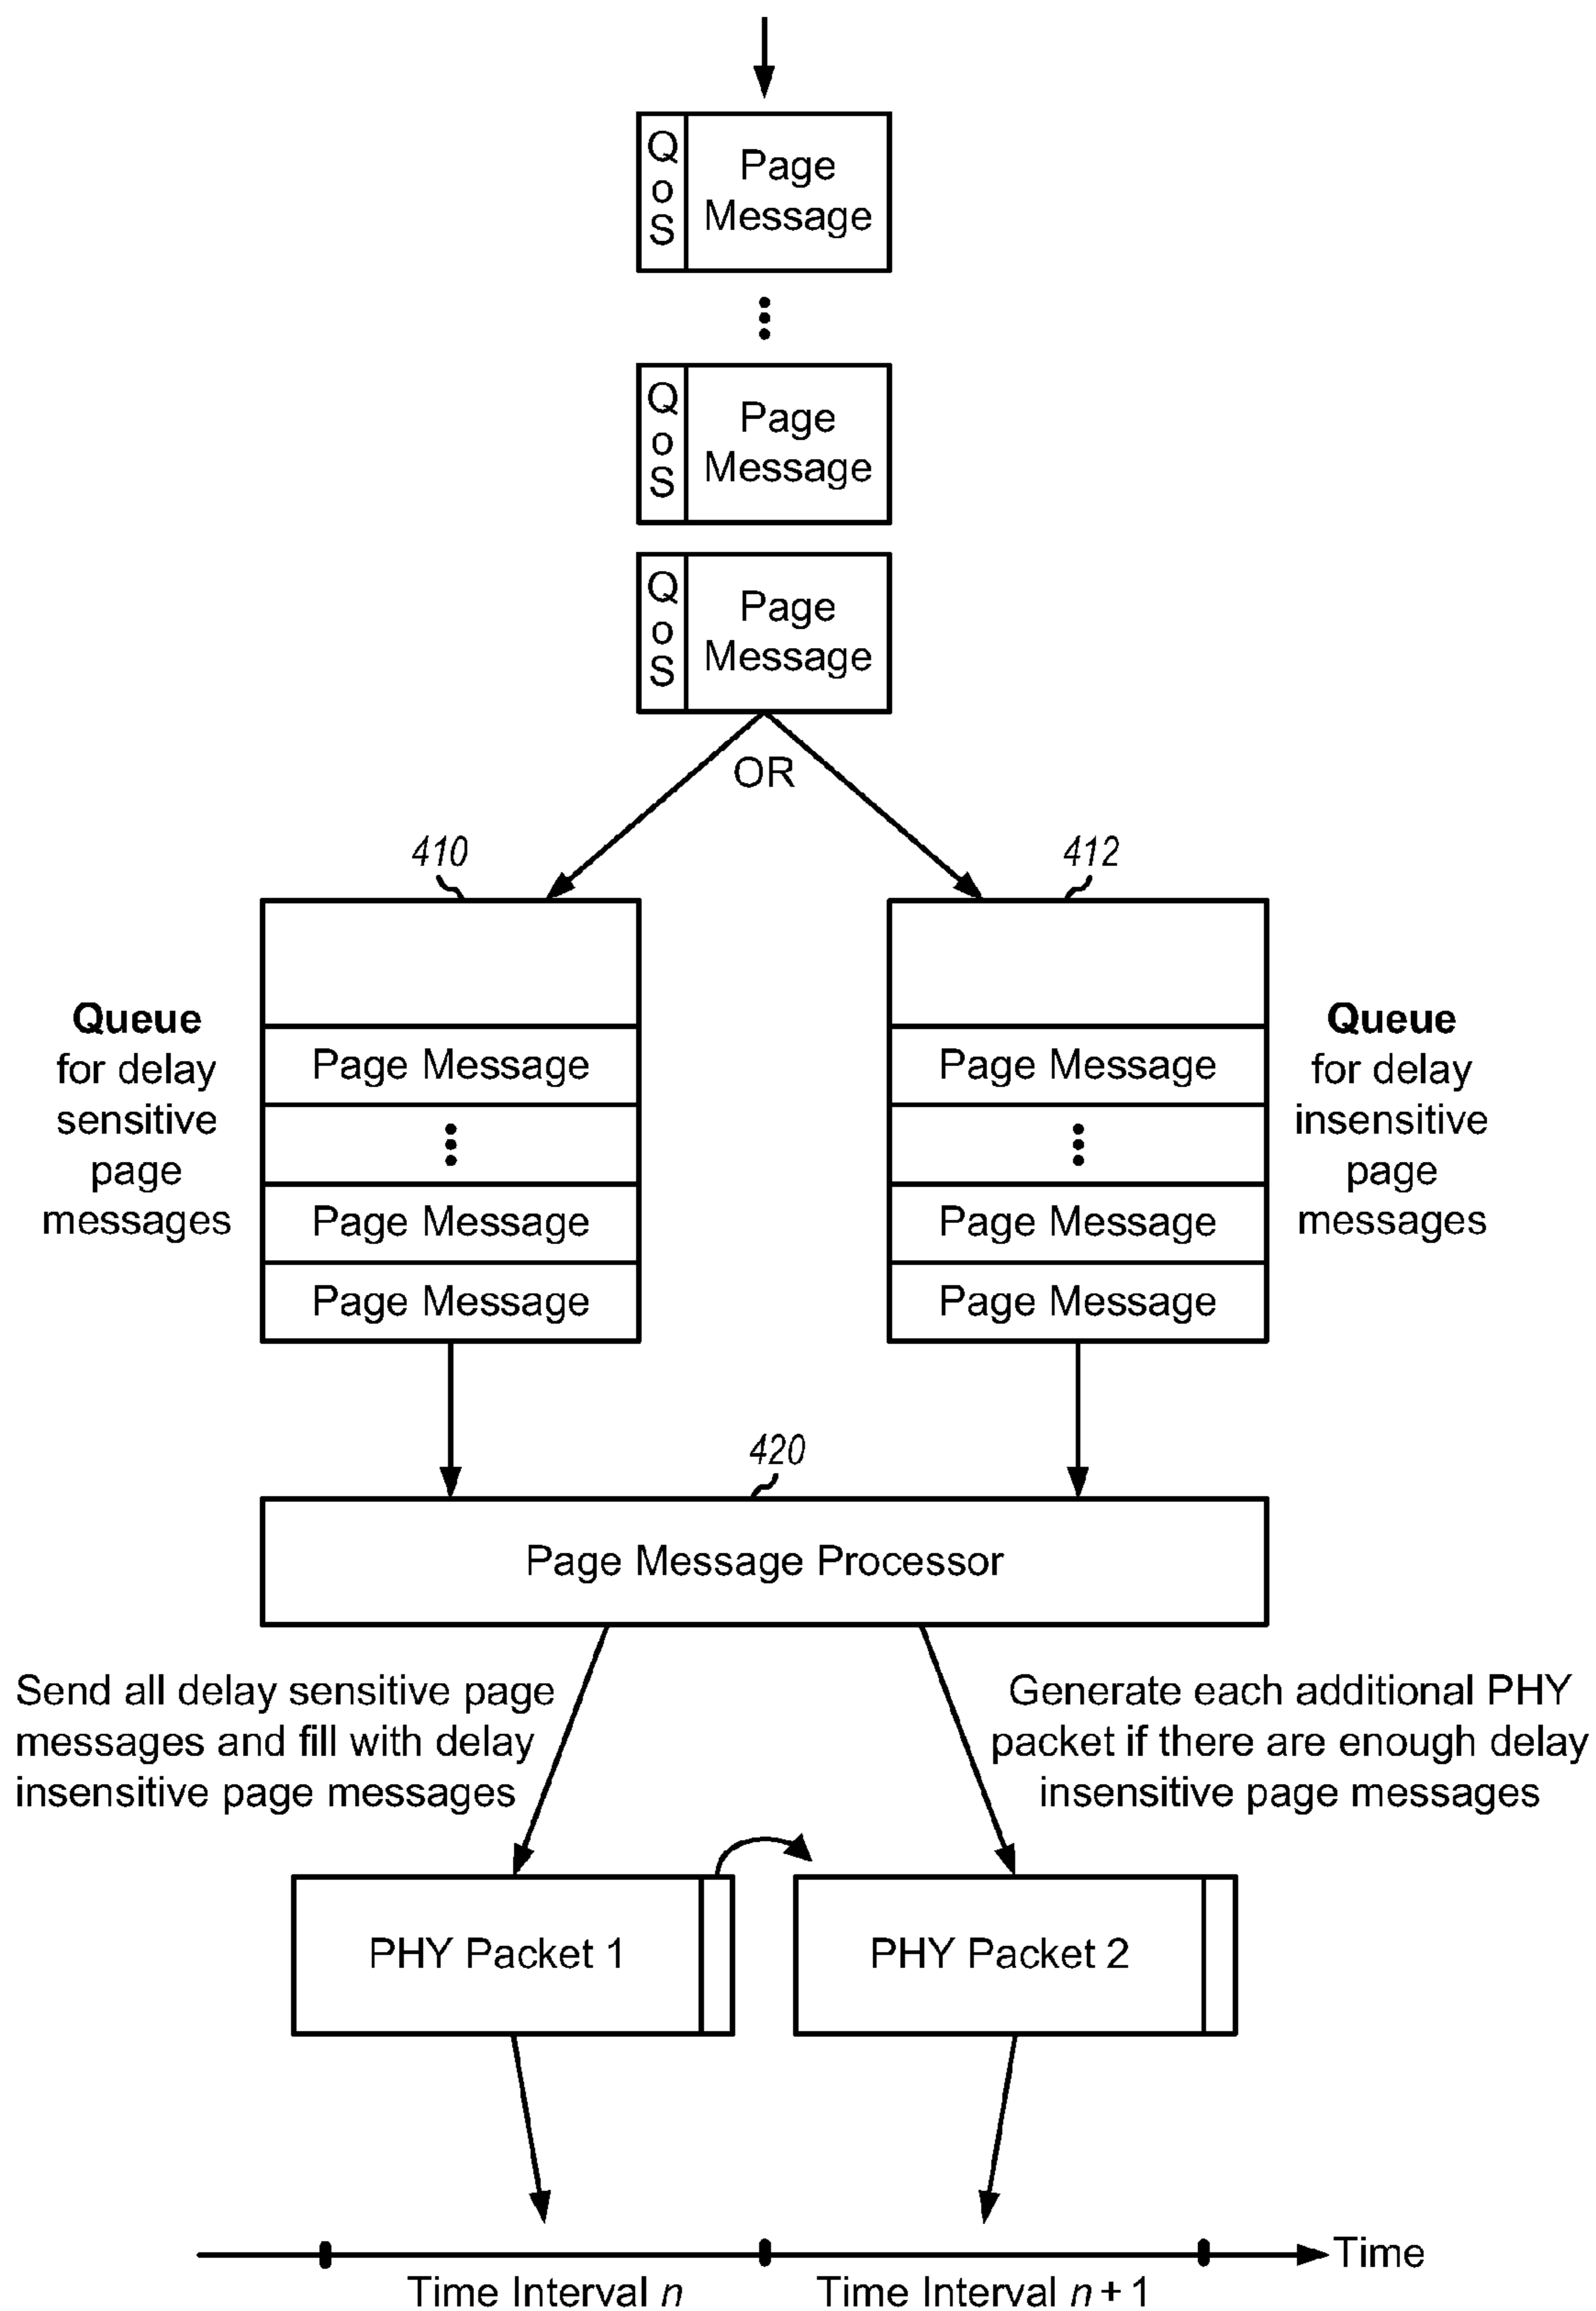 QoS
Page
Message
QoS
Page
Message
QoS
Page
Message
OR
410
412
Queue
for delay
sensitive
page
messages
Page Message
Page Message
Page Message
Page Message
Page Message
Page Message
Queue
for delay
insensitive
page
messages
420
Page Message Processor
Send all delay sensitive page
messages and fill with delay
insensitive page messages
Generate each additional PHY
packet if there are enough delay
insensitive page messages
PHY Packet 1
PHY Packet 2
Time
Time Interval n
Time Interval n + 1